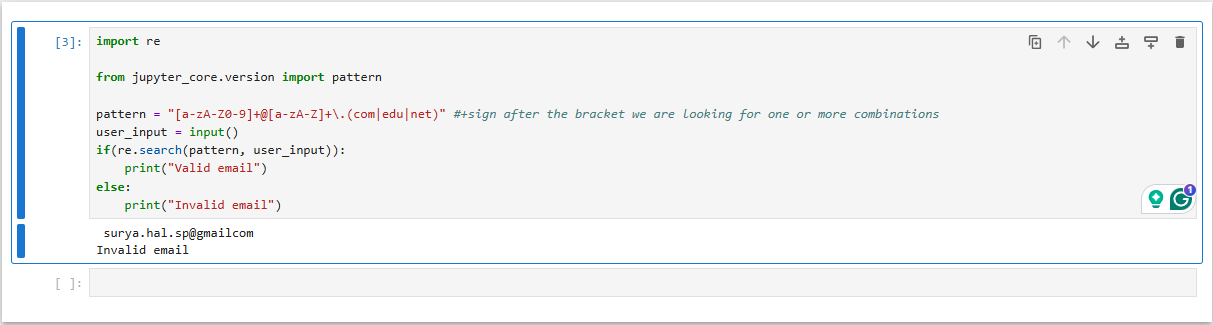 [3]: import re
from jupyter_core.version import pattern
pattern = "[a-zA-Z0-9]+@[a-zA-Z]+\.(com|edu|net)" #+sign after the bracket we are looking for one or more combinations
user_input = input()
if(re.search(pattern, user_input)):
    print("Valid email")
else:
    print("Invalid email")
1
surya.hal.sp@gmailcom
Invalid email
[ ]: